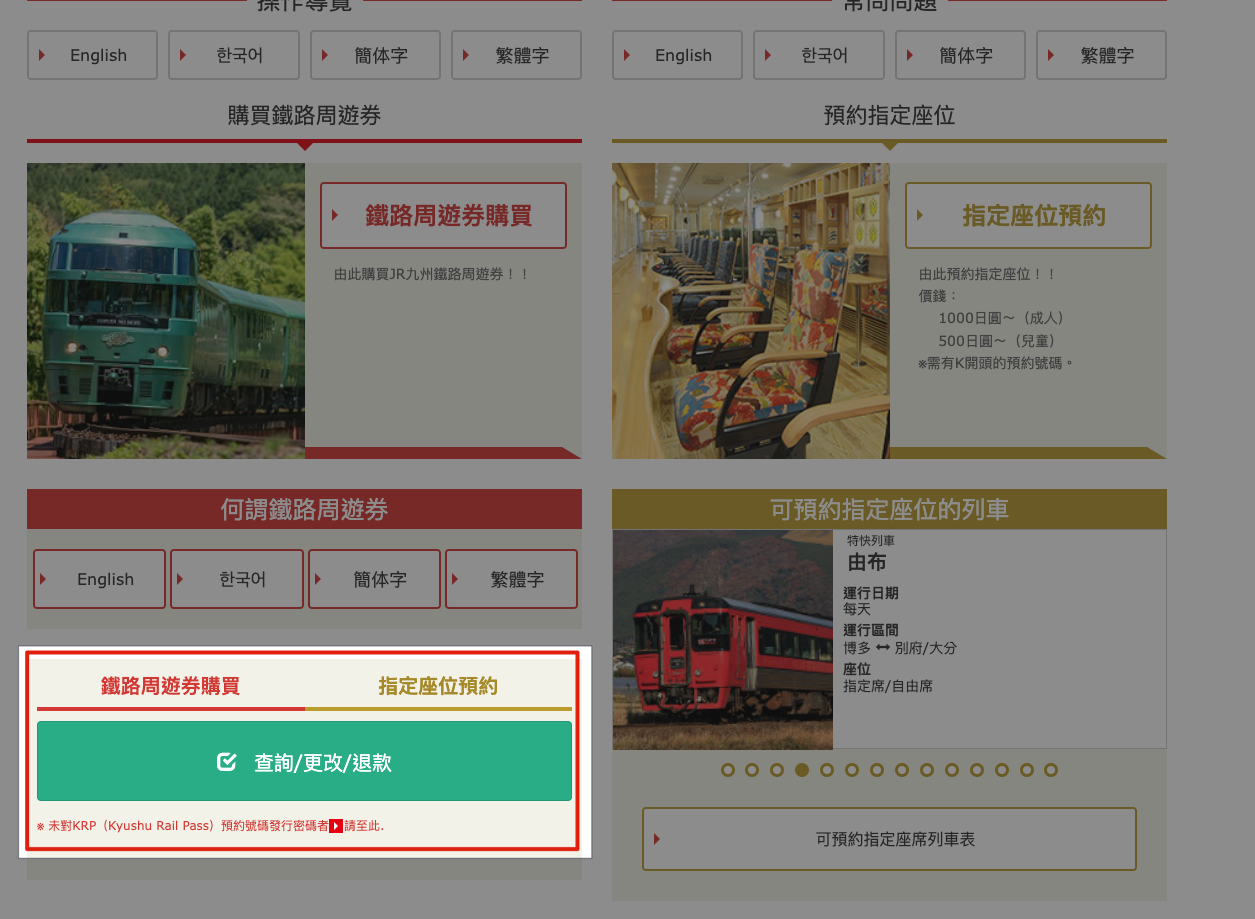 操作導覽
常問問題
English
한국어
簡体字
繁體字
English
한국어
簡体字
繁體字
購買鐵路周遊券
預約指定座位
鐵路周遊券購買
由此購買JR九州鐵路周遊券！！
指定座位預約
由此預約指定座位！！
價錢：
1000日圓～（成人）
500日圓～（兒童）
※需有K開頭的預約號碼。
何謂鐵路周遊券
English
한국어
簡体字
繁體字
鐵路周遊券購買
指定座位預約
查詢/更改/退款
※ 未對KRP（Kyushu Rail Pass）預約號碼發行密碼者 請至此.
可預約指定座位的列車
特快列車
由布
運行日期
每天
運行區間
博多 ↔ 別府/大分
座位
指定席/自由席
可預約指定座席列車表